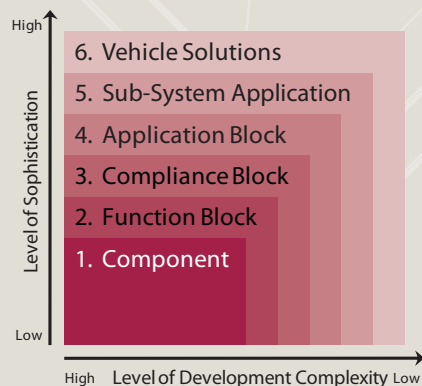 High
6. Vehicle Solutions
5. Sub-System Application
4. Application Block
3. Compliance Block
2. Function Block
1. Component
Level of Sophistication
Low
High Level of Development Complexity Low